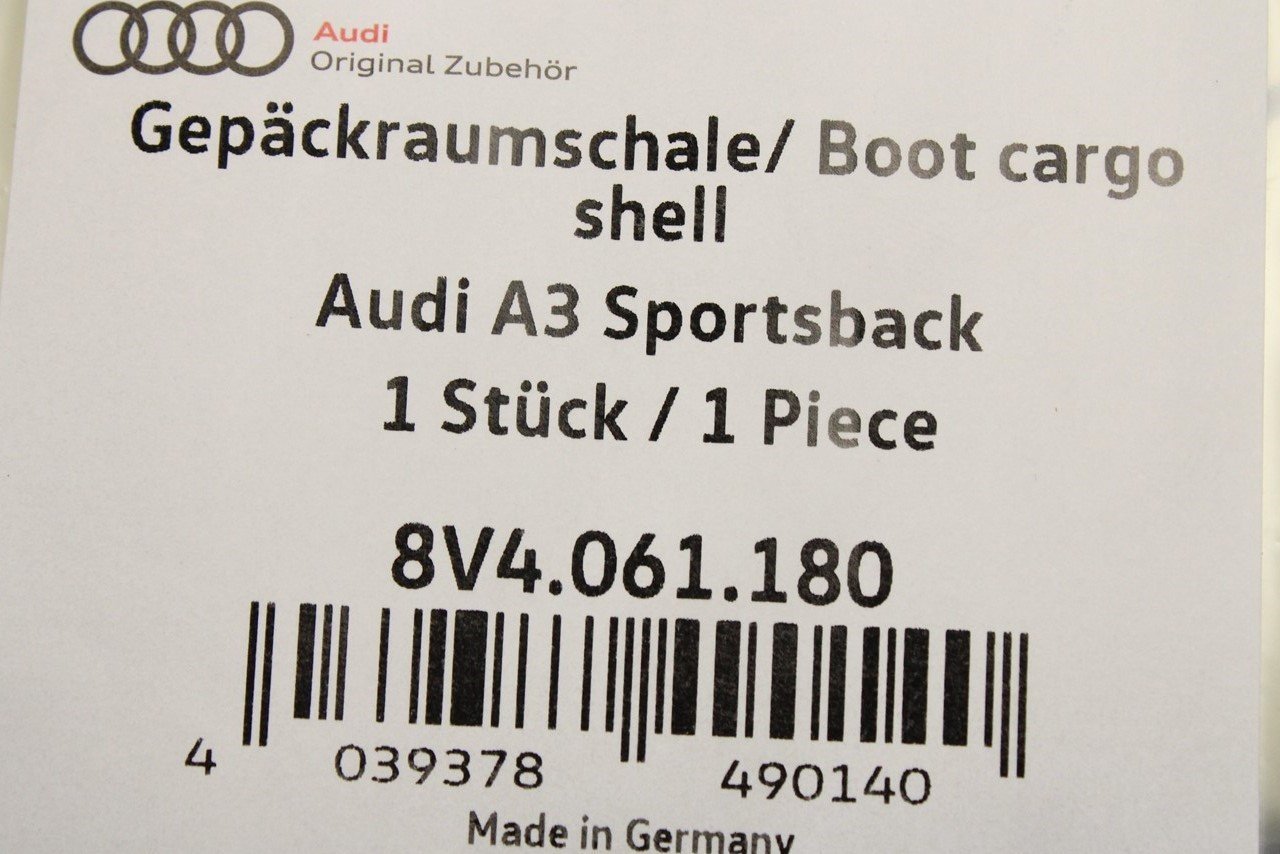 Audi
Original Zubehör
Gepäckraumschale/ Boot cargo
shell
Audi A3 Sportsback
1 Stück / 1 Piece
8V4.061.180
4 039378 490140
Made in Germany